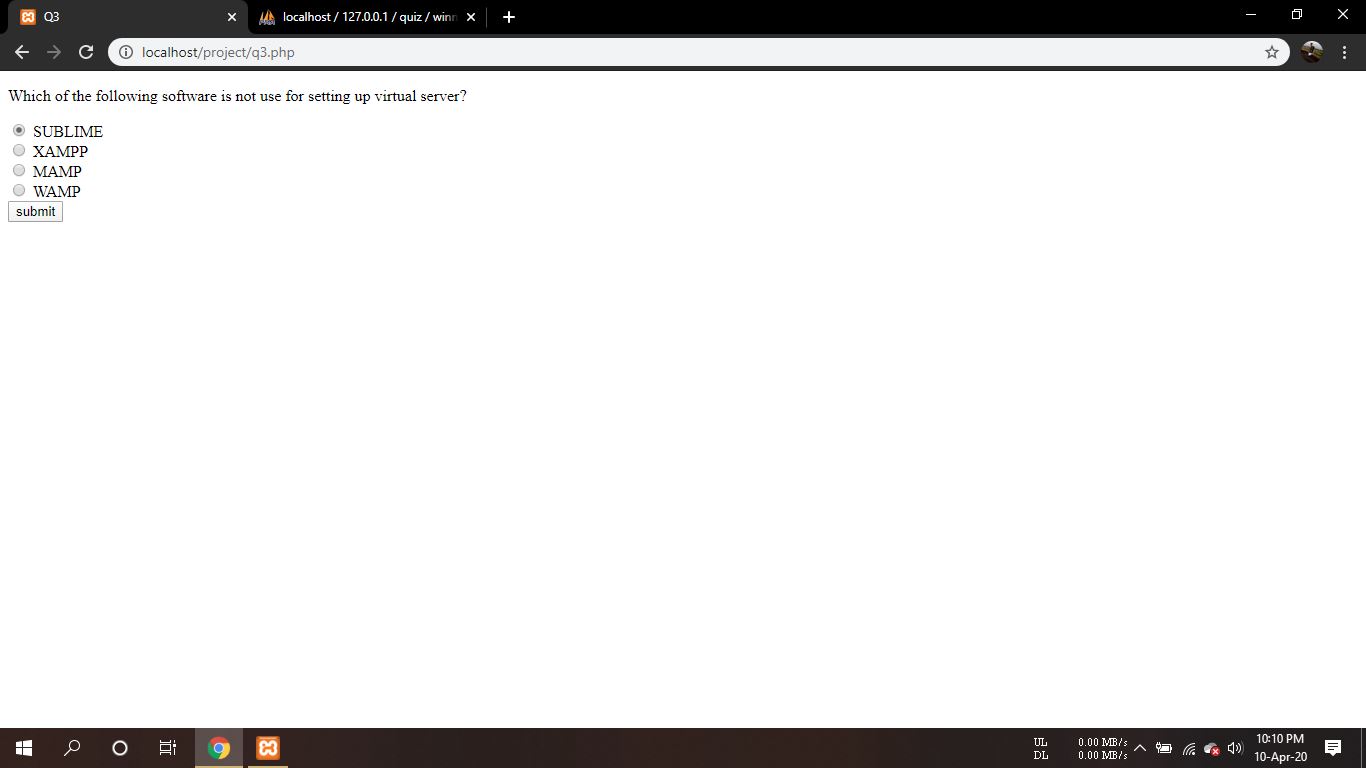 Q3
localhost / 127.0.0.1 / quiz / winn
localhost/project/q3.php
Which of the following software is not use for setting up virtual server?
SUBLIME
XAMPP
MAMP
WAMP
submit
UL 0.00 MB/s
DL 0.00 MB/s
10:10 PM
10-Apr-20